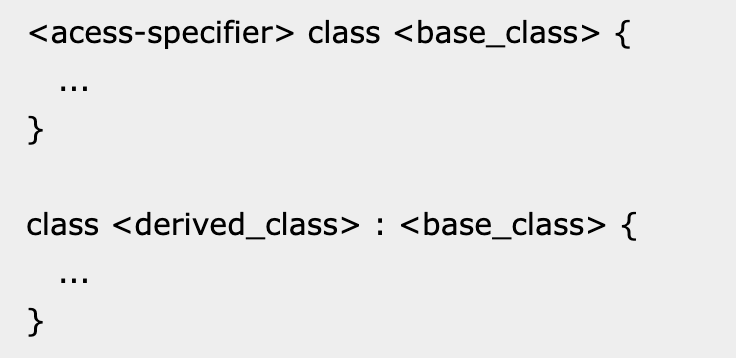 <acess-specifier> class <base_class> {
...
}
class <derived_class> : <base_class> {
...
}